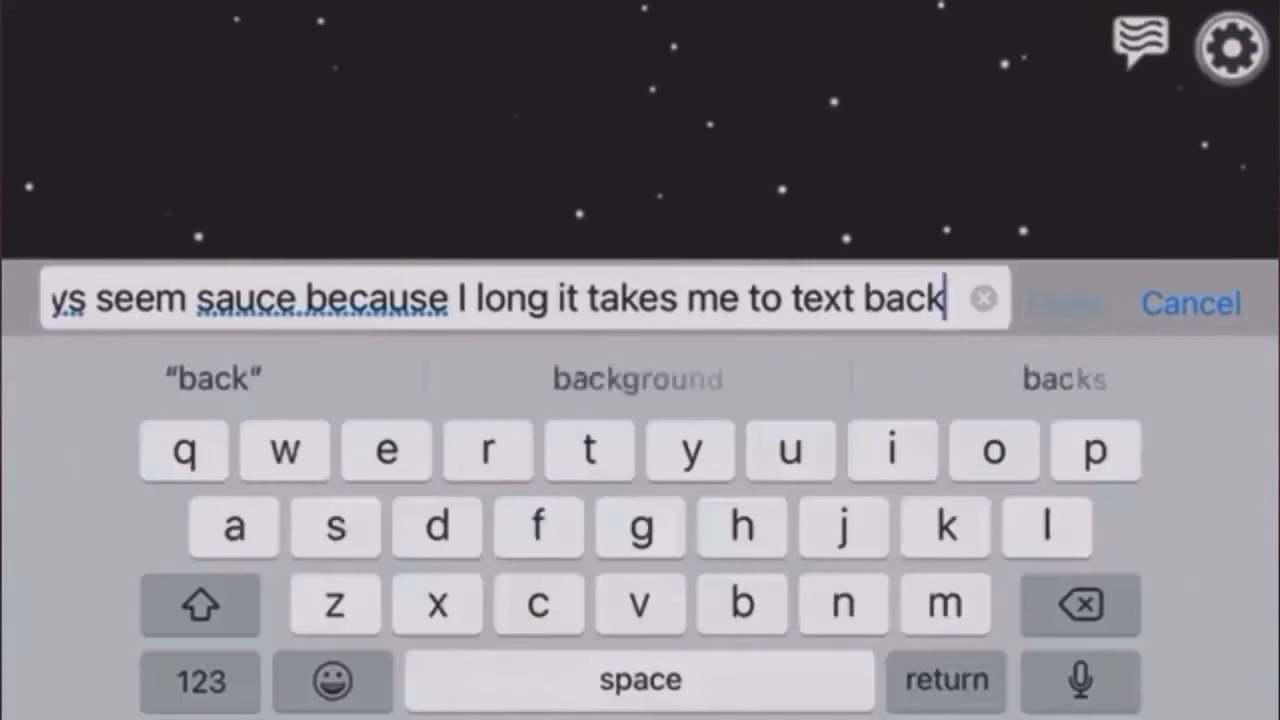 ys seem sauce because I long it takes me to text back
Cancel
“back” background backs
q w e r t y u i o p
a s d f g h j k l
z x c v b n m
123 space return